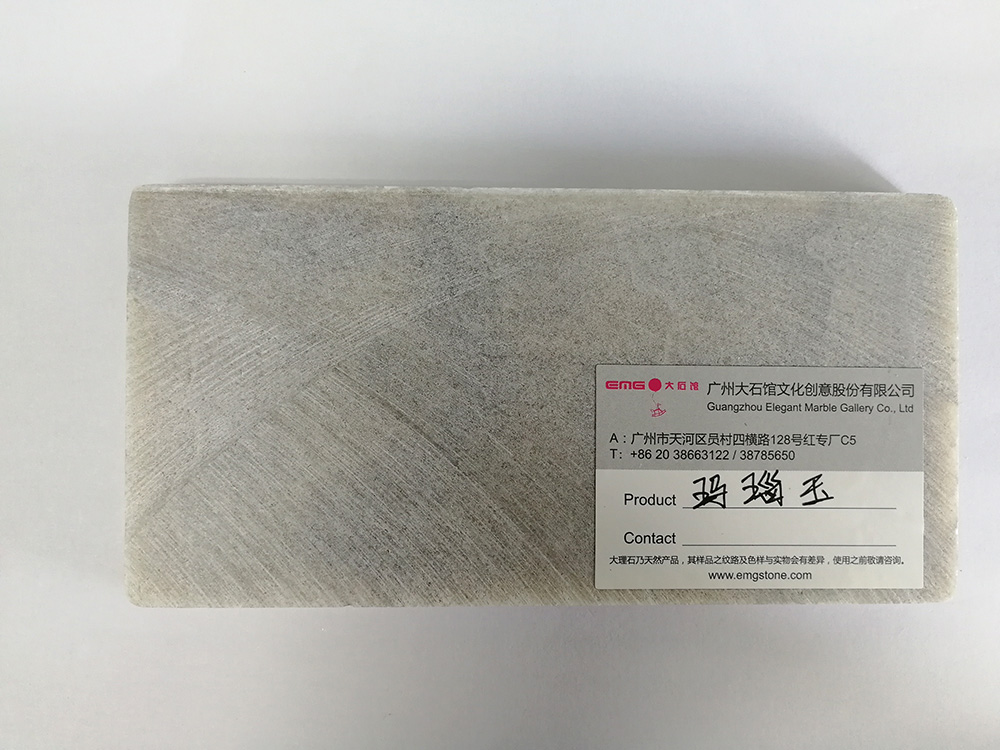 EMG 大石馆 广州大石馆文化创意股份有限公司
Guangzhou Elegant Marble Gallery Co., Ltd
A：广州市天河区员村四横路128号红专厂C5
T：+86 20 38663122 / 38785650
Product 玛瑙玉
Contact
大理石乃天然产品，其样品之纹路及色样与实物会有差异，使用之前敬请咨询。
www.emgstone.com